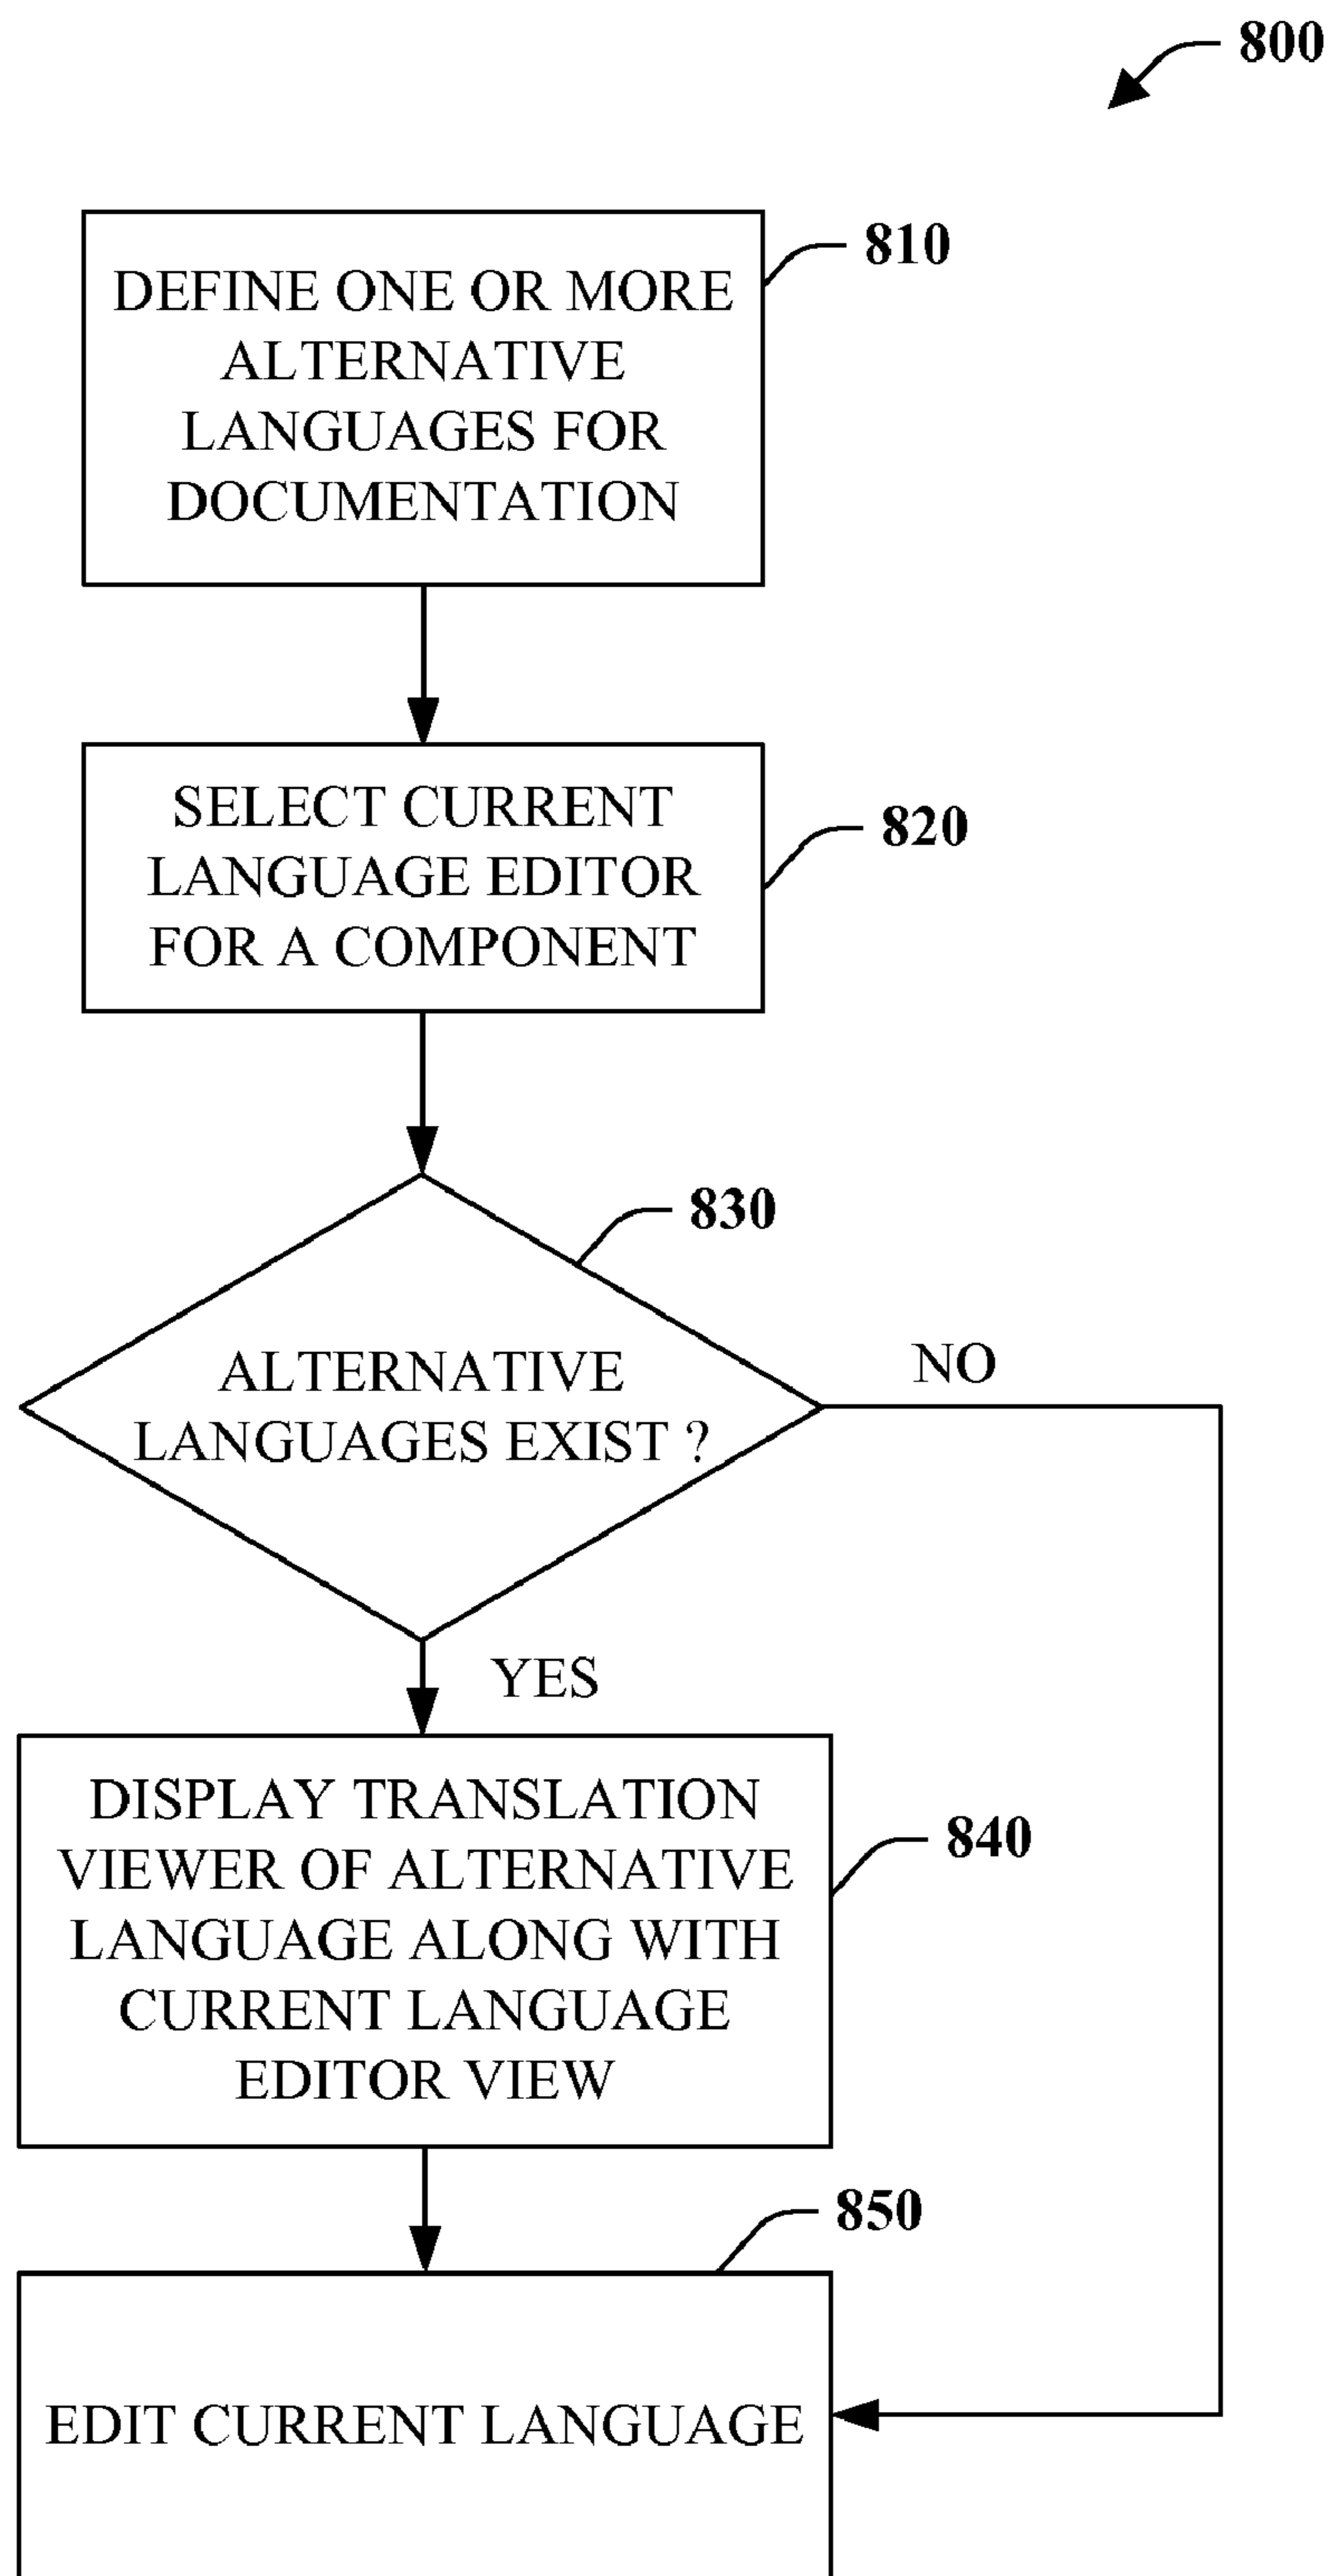 800
810
DEFINE ONE OR MORE
ALTERNATIVE
LANGUAGES FOR
DOCUMENTATION
820
SELECT CURRENT
LANGUAGE EDITOR
FOR A COMPONENT
830
ALTERNATIVE
LANGUAGES EXIST ?
NO
YES
840
DISPLAY TRANSLATION
VIEWER OF ALTERNATIVE
LANGUAGE ALONG WITH
CURRENT LANGUAGE
EDITOR VIEW
850
EDIT CURRENT LANGUAGE